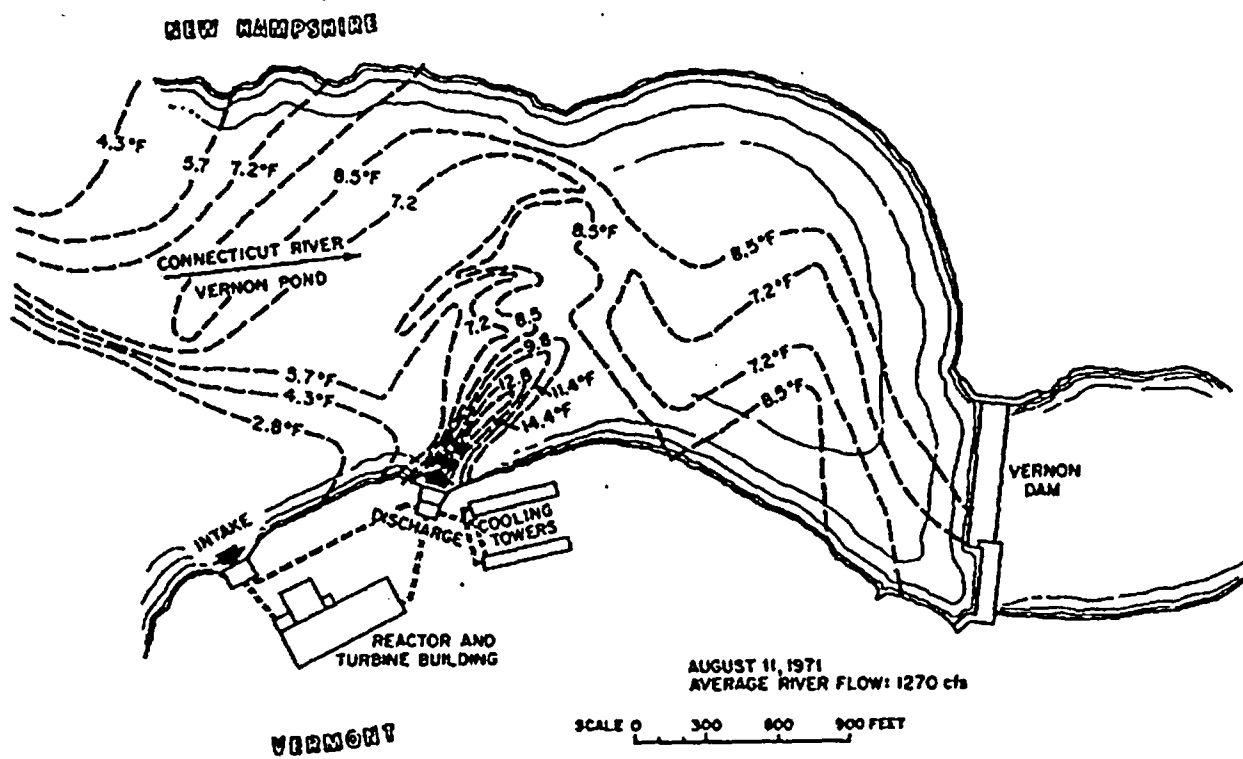 NEW HAMPSHIRE
4.3°F
5.7
7.2°F
8.5°F
7.2
CONNECTICUT RIVER
VERNON POND
8.5°F
8.5°F
7.2°F
7.2
8.5
9.8
12.8
11.4°F
14.4°F
7.2°F
8.5°F
5.7°F
4.3°F
2.8°F
VERNON
DAM
INTAKE
DISCHARGE
COOLING
TOWERS
REACTOR AND
TURBINE BUILDING
AUGUST 11, 1971
AVERAGE RIVER FLOW: 1270 cfs
SCALE 0 300 600 900 FEET
VERMONT